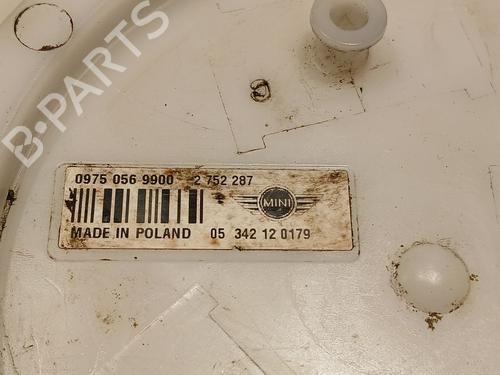 B-PARTS
0975 056 9900 2 752 287
MINI
MADE IN POLAND 05 342 12 0179